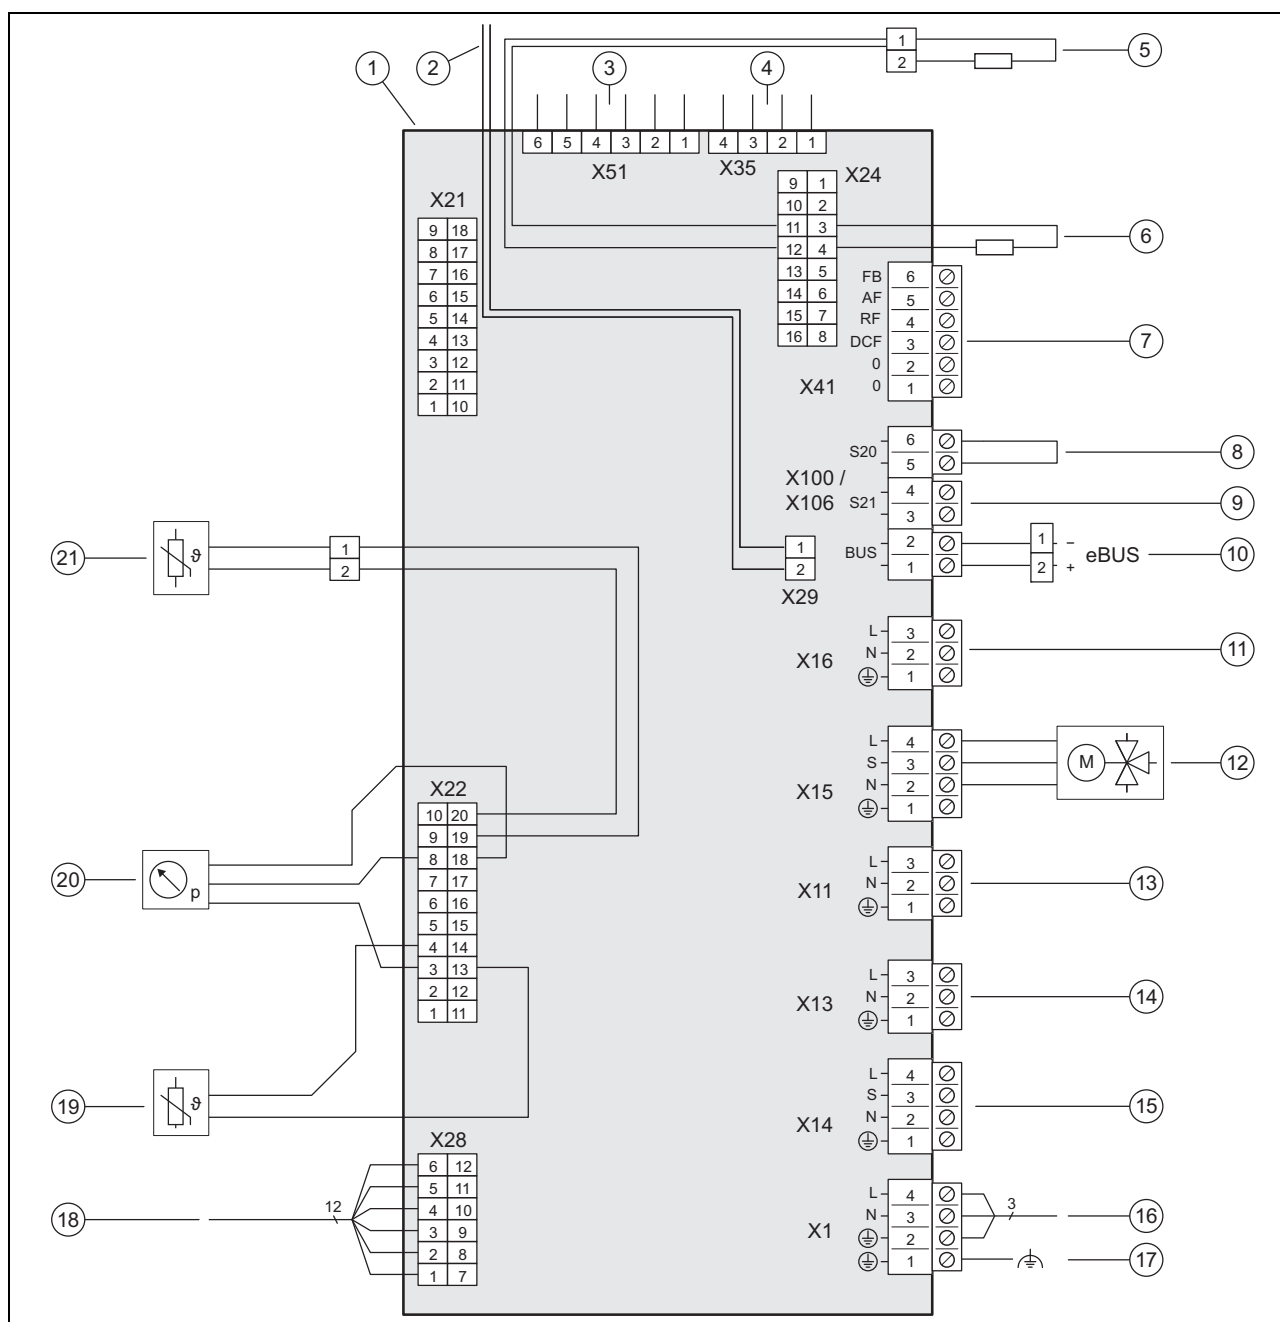 1
2
3
4
1
2
5
6 5 4 3 2 1
4 3 2 1
X51
X35
X24
9 1
10 2
11 3
12 4
13 5
14 6
15 7
16 8
6
X21
9 18
8 17
7 16
6 15
5 14
4 13
3 12
2 11
1 10
FB 6
AF 5
RF 4
DCF 3
0 2
0 1
X41
7
X100 /
X106
S20
6
5
8
S21
4
3
9
BUS
2
1
1 –
2 +
eBUS
10
1
2
X29
21
ϑ
1
2
X16
L 3
N 2
1
11
X15
L 4
S 3
N 2
1
M
12
X22
10 20
9 19
8 18
7 17
6 16
5 15
4 14
3 13
2 12
1 11
20
p
X11
L 3
N 2
1
13
X13
L 3
N 2
1
14
19
ϑ
X14
L 4
S 3
N 2
1
15
X28
6 12
5 11
4 10
3 9
2 8
1 7
18
12
X1
L 4
N 3
2
1
3
16
17